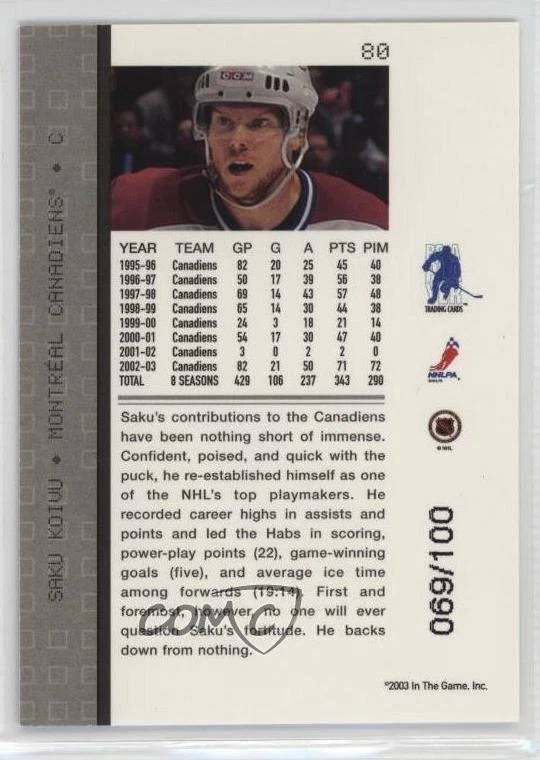 80
CCM
SAKU KOIVU • MONTRÉAL CANADIENS® • C
YEAR TEAM GP G A PTS PIM
1995-96 Canadiens 82 20 25 45 40
1996-97 Canadiens 50 17 39 56 38
1997-98 Canadiens 69 14 43 57 48
1998-99 Canadiens 65 14 30 44 38
1999-00 Canadiens 24 3 18 21 14
2000-01 Canadiens 54 17 30 47 40
2001-02 Canadiens 3 0 2 2 0
2002-03 Canadiens 82 21 50 71 72
TOTAL 8 SEASONS 429 106 237 343 290
Saku's contributions to the Canadiens
have been nothing short of immense.
Confident, poised, and quick with the
puck, he re-established himself as one
of the NHL's top playmakers. He
recorded career highs in assists and
points and led the Habs in scoring,
power-play points (22), game-winning
goals (five), and average ice time
among forwards (19:14). First and
foremost, however, no one will ever
question Saku's fortitude. He backs
down from nothing.
COMC
TRADING CARDS
NHLPA
© NHL
069/100
©2003 In The Game, Inc.